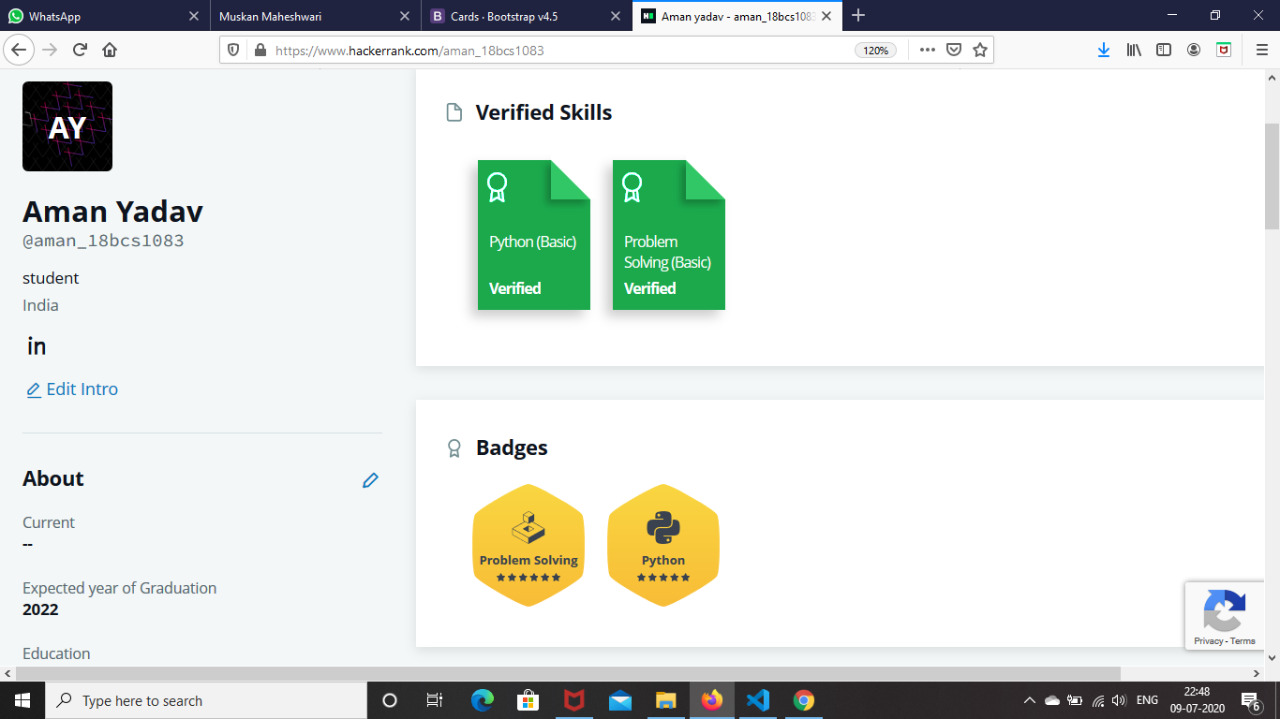 WhatsApp
Muskan Maheshwari
B Cards · Bootstrap v4.5
H Aman yadav - aman_18bcs1083
https://www.hackerrank.com/aman_18bcs1083
120%
AY
Aman Yadav
@aman_18bcs1083
student
India
in
Edit Intro
About
Current
--
Expected year of Graduation
2022
Education
Verified Skills
Python (Basic)
Verified
Problem
Solving (Basic)
Verified
Badges
Problem Solving
Python
Privacy - Terms
Type here to search
ENG
22:48
09-07-2020
6